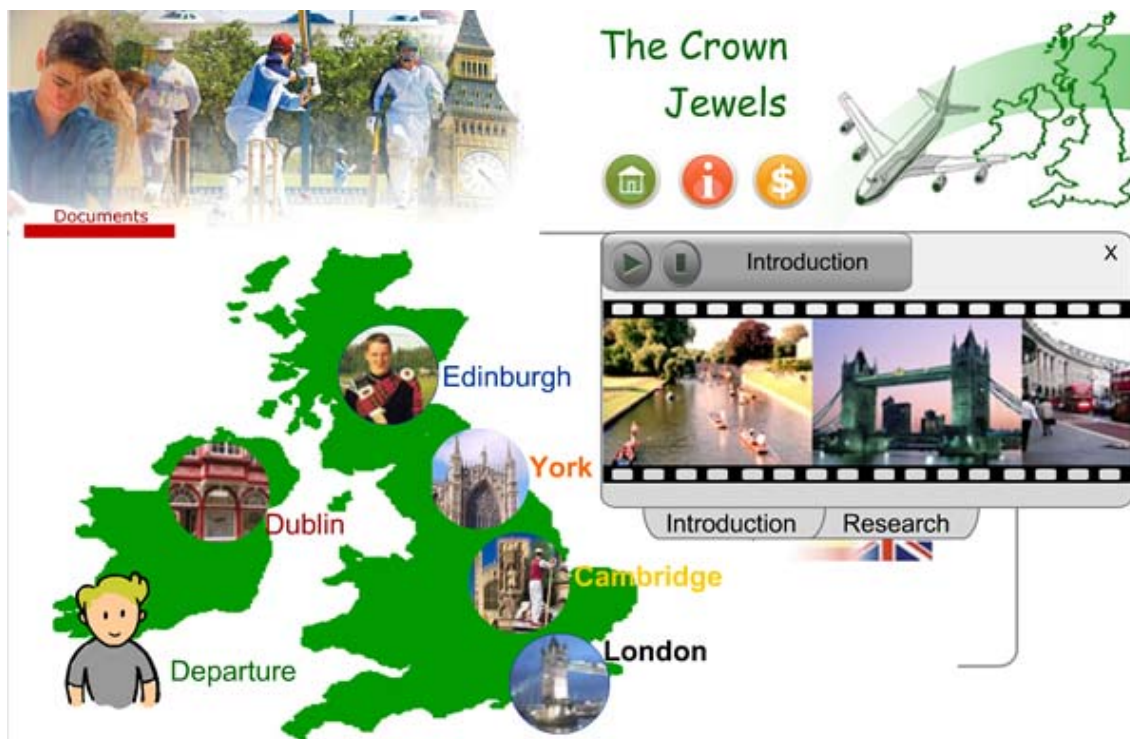 The Crown
Jewels
i
$
Documents
Introduction
X
Edinburgh
York
Dublin
Cambridge
London
Departure
Introduction
Research